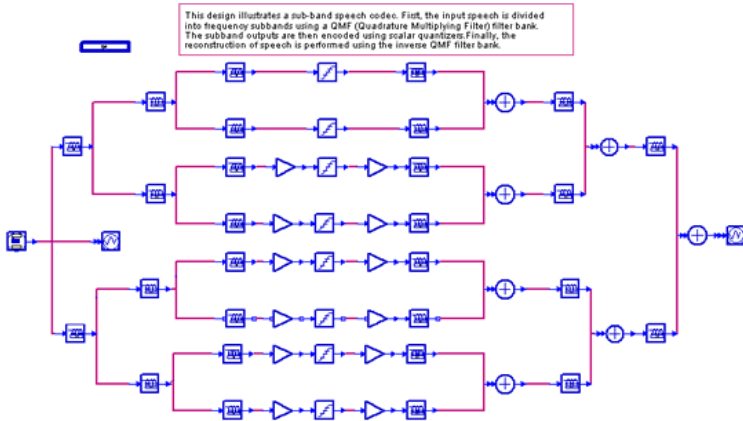 This design illustrates a sub-band speech codec. First, the input speech is divided
into frequency subbands using a QMF (Quadrature Multiplying Filter) filter bank.
The subband outputs are then encoded using scalar quantizers.Finally, the
reconstruction of speech is performed using the inverse QMF filter bank.